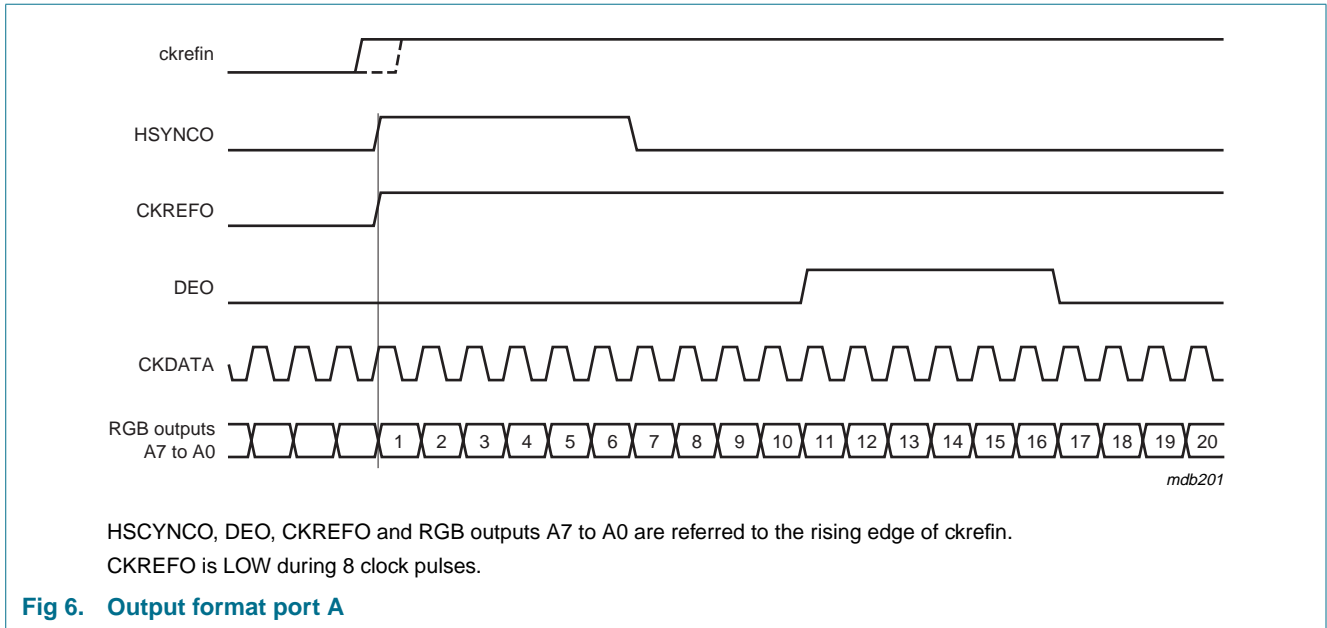 ckrefin
HSYNCO
CKREFO
DEO
CKDATA
RGB outputs
A7 to A0
1 2 3 4 5 6 7 8 9 10 11 12 13 14 15 16 17 18 19 20
mdb201
HSCYNCO, DEO, CKREFO and RGB outputs A7 to A0 are referred to the rising edge of ckrefin.
CKREFO is LOW during 8 clock pulses.
Fig 6. Output format port A